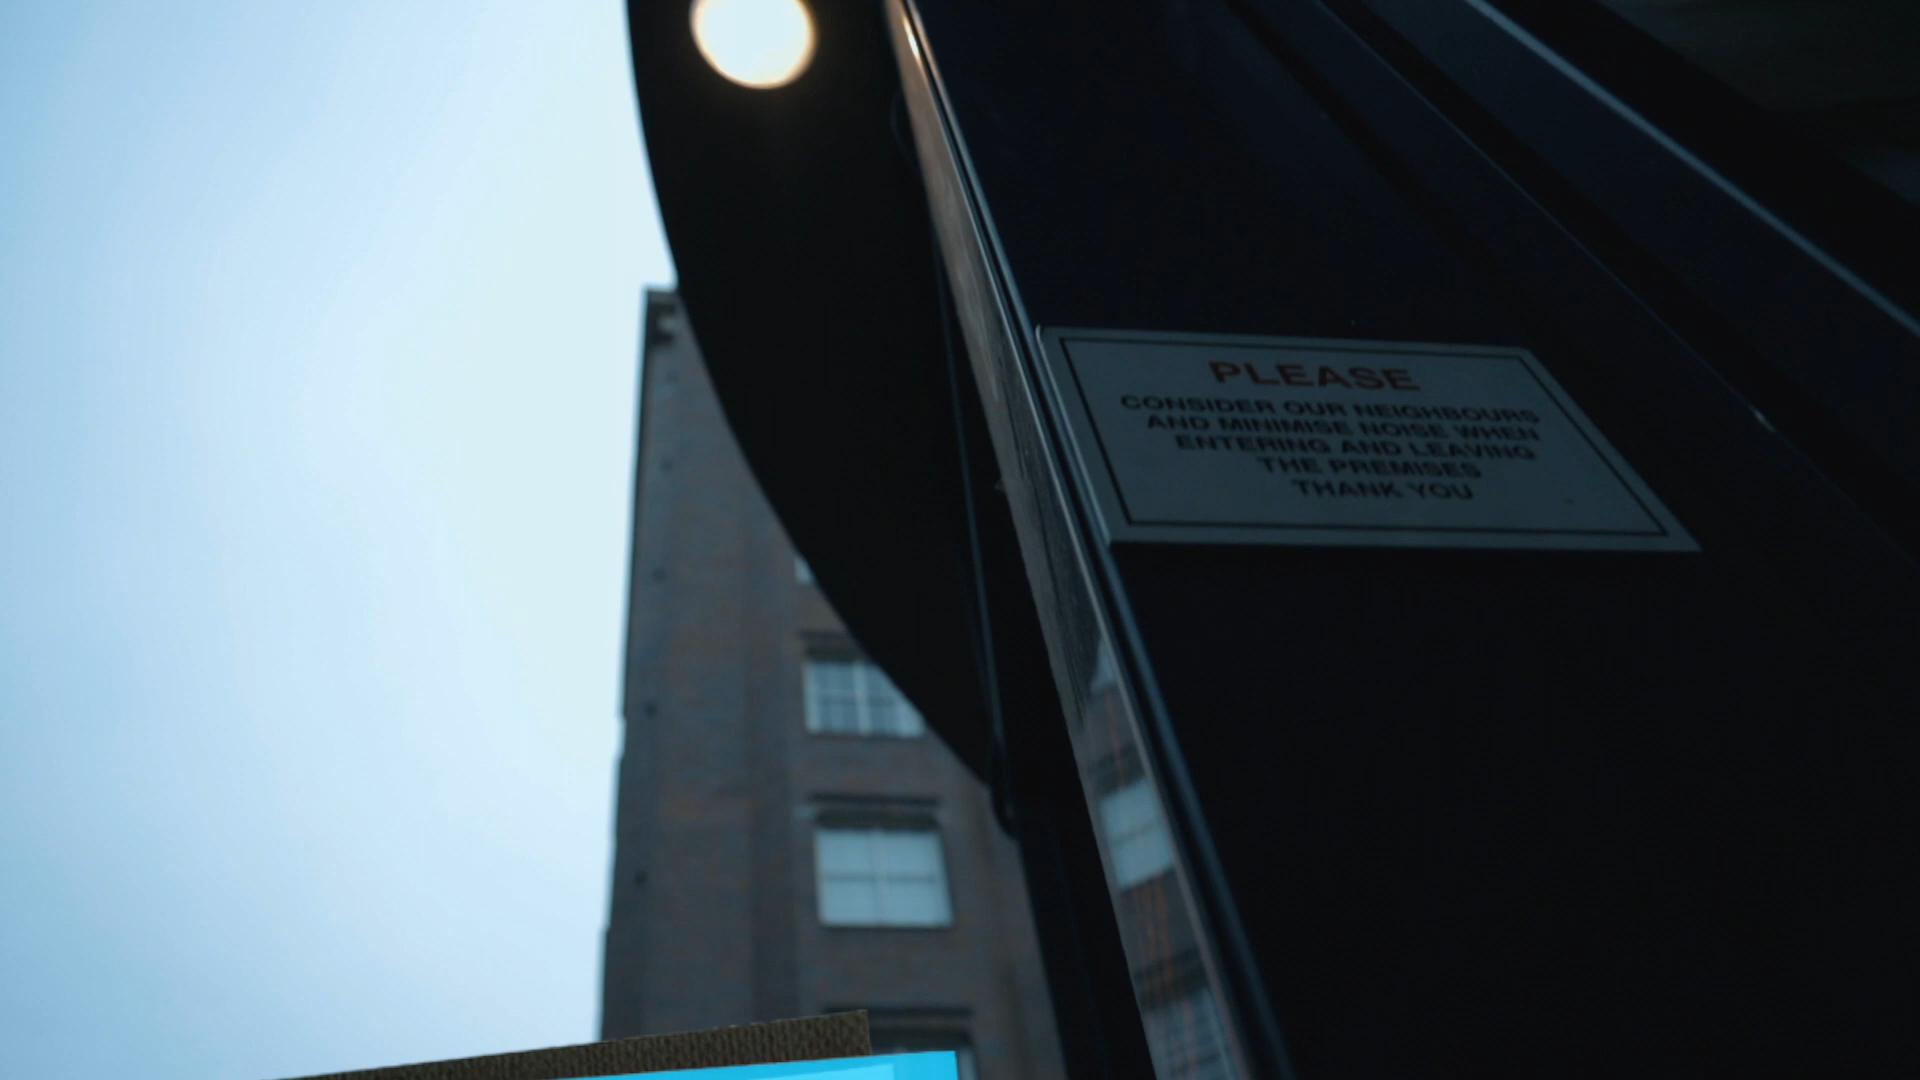 PLEASE
CONSIDER OUR NEIGHBOURS
AND MINIMISE NOISE WHEN
ENTERING AND LEAVING
THE PREMISES
THANK YOU